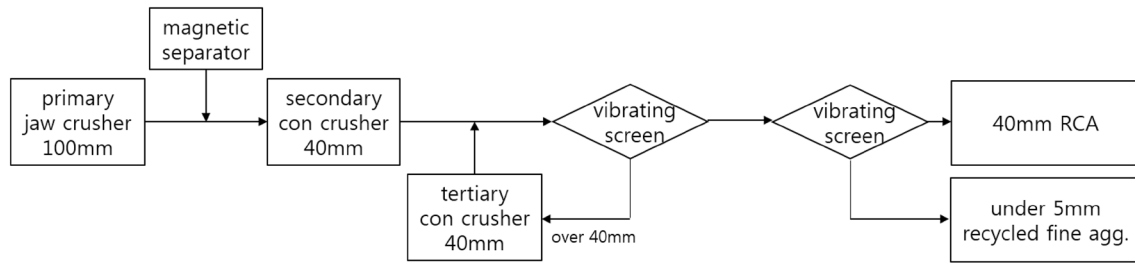 magnetic
separator
primary
jaw crusher
100mm
secondary
con crusher
40mm
vibrating
screen
vibrating
screen
40mm RCA
tertiary
con crusher
40mm
over 40mm
under 5mm
recycled fine agg.